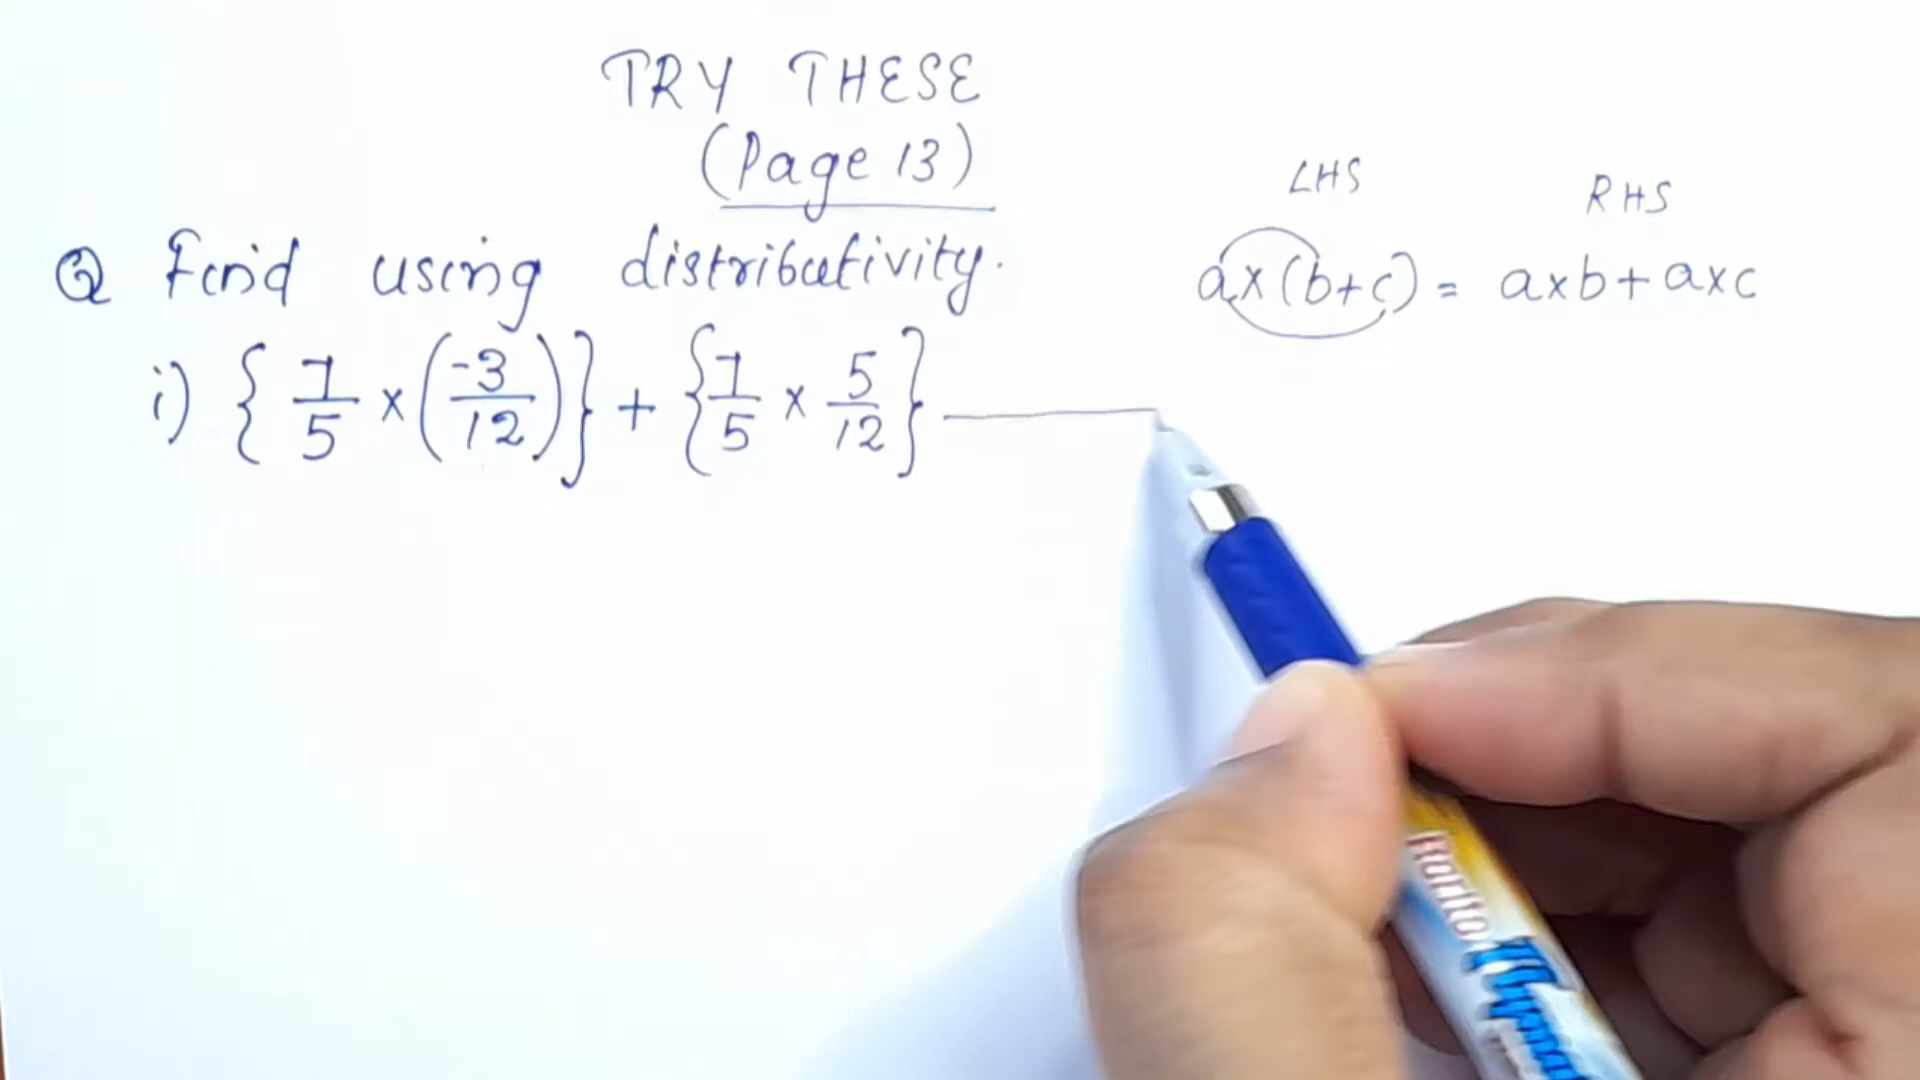 TRY THESE
(Page 13)
LHS RHS
Q Find using distributivity.
a×(b+c) = a×b+a×c
i) { 7/5 × (-3/12) } + { 7/5 × 5/12 }